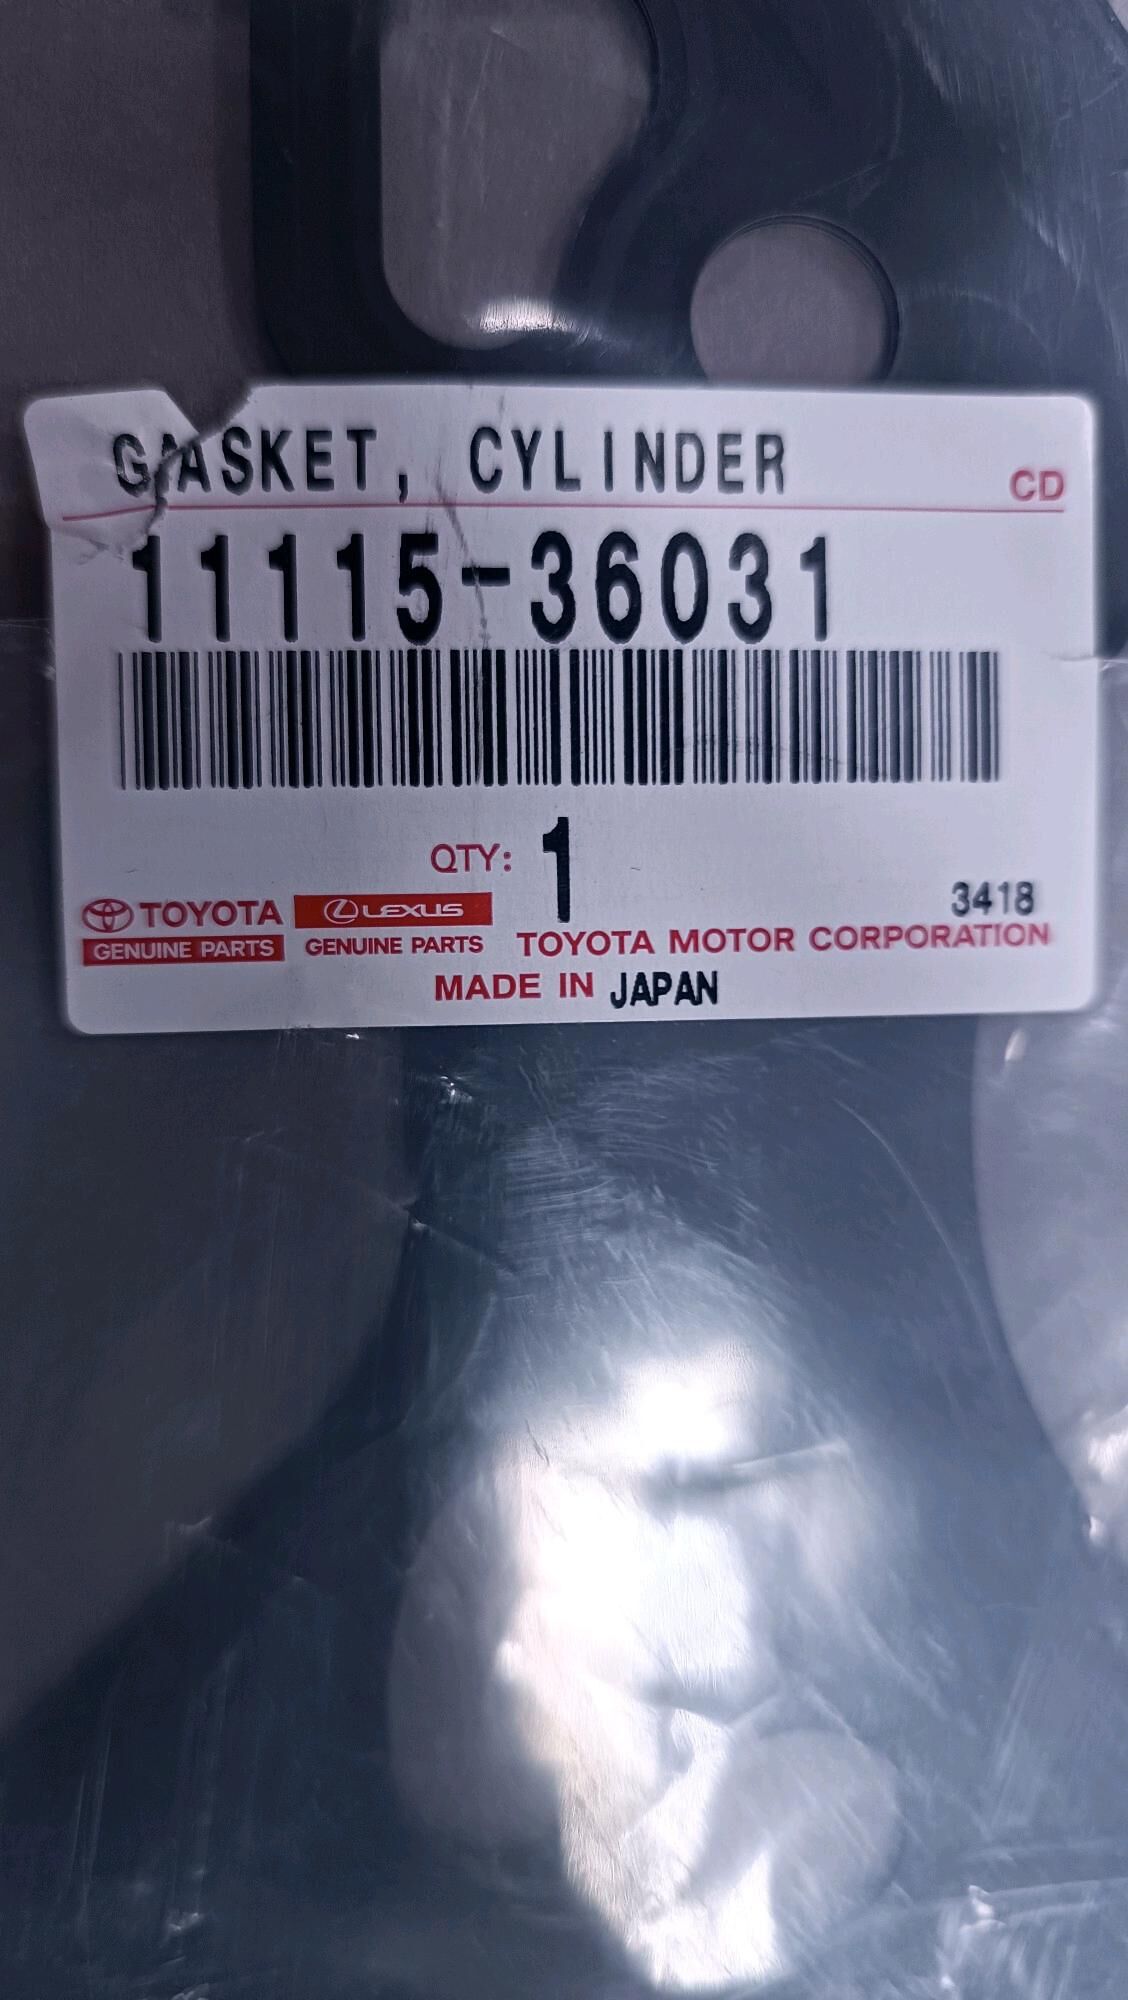 GASKET, CYLINDER
CD
11115-36031
QTY: 1
3418
TOYOTA LEXUS
GENUINE PARTS GENUINE PARTS TOYOTA MOTOR CORPORATION
MADE IN JAPAN